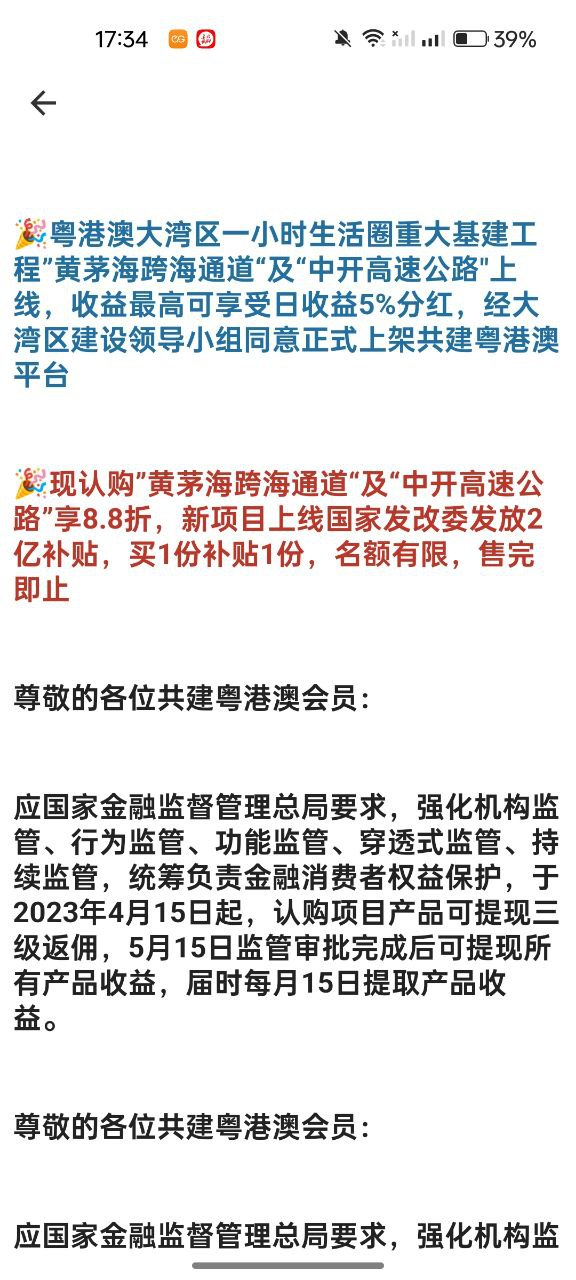 17:34
39%
🎉粤港澳大湾区一小时生活圈重大基建工
程”黄茅海跨海通道“及“中开高速公路"上
线，收益最高可享受日收益5%分红，经大
湾区建设领导小组同意正式上架共建粤港澳
平台
🎉现认购”黄茅海跨海通道“及“中开高速公
路”享8.8折，新项目上线国家发改委发放2
亿补贴，买1份补贴1份，名额有限，售完
即止
尊敬的各位共建粤港澳会员：
应国家金融监督管理总局要求，强化机构监
管、行为监管、功能监管、穿透式监管、持
续监管，统筹负责金融消费者权益保护，于
2023年4月15日起，认购项目产品可提现三
级返佣，5月15日监管审批完成后可提现所
有产品收益，届时每月15日提取产品收
益。
尊敬的各位共建粤港澳会员：
应国家金融监督管理总局要求，强化机构监